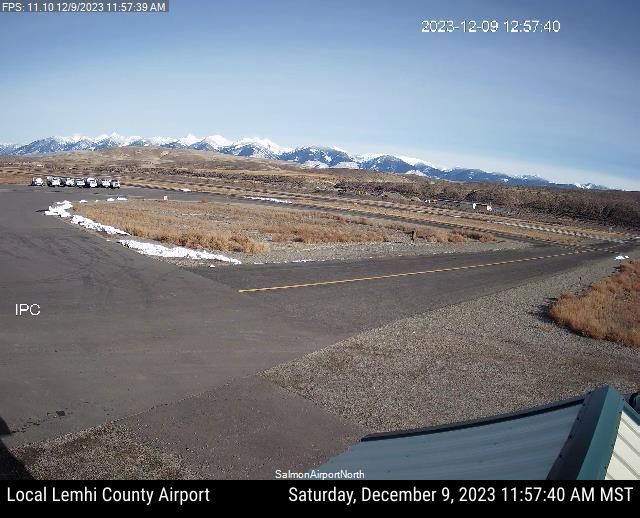 FPS: 11.10 12/9/2023 11:57:39 AM
2023-12-09 12:57:40
IPC
SalmonAirportNorth
Local Lemhi County Airport Saturday, December 9, 2023 11:57:40 AM MST